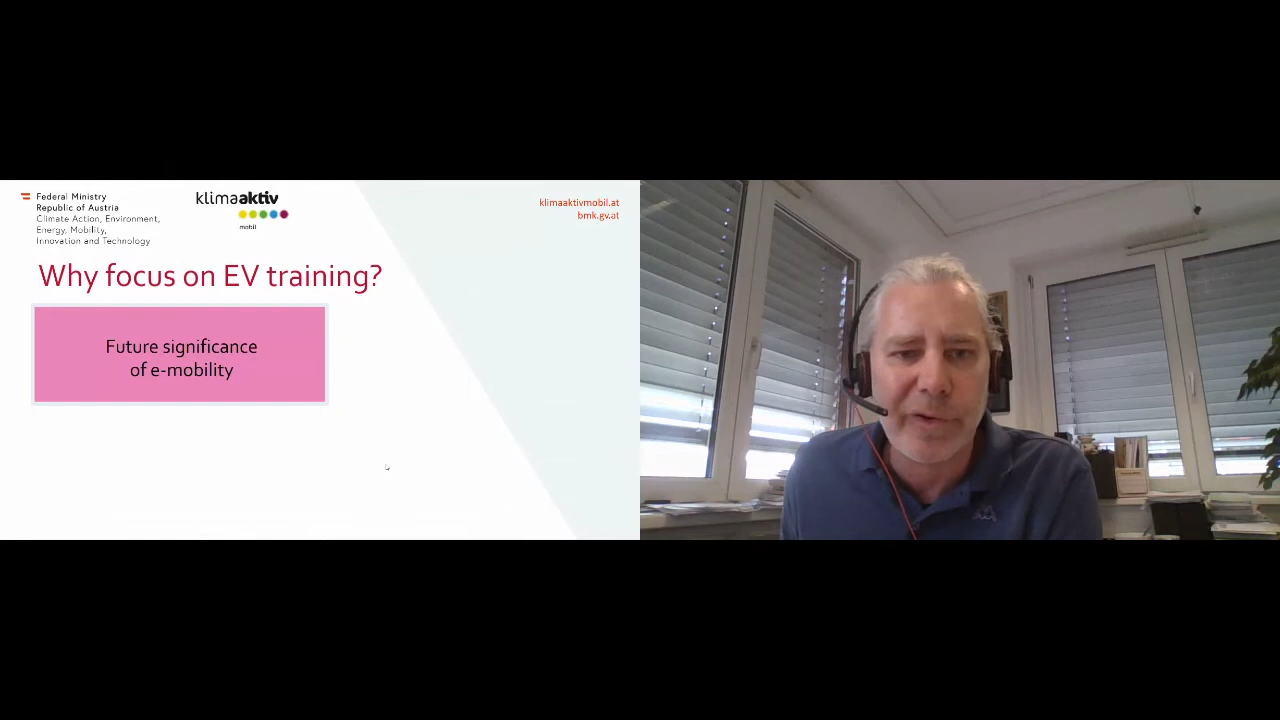 Federal Ministry
Republic of Austria
Climate Action, Environment,
Energy, Mobility,
Innovation and Technology
klimaaktiv
mobil
klimaaktivmobil.at
bmk.gv.at
Why focus on EV training?
Future significance
of e-mobility